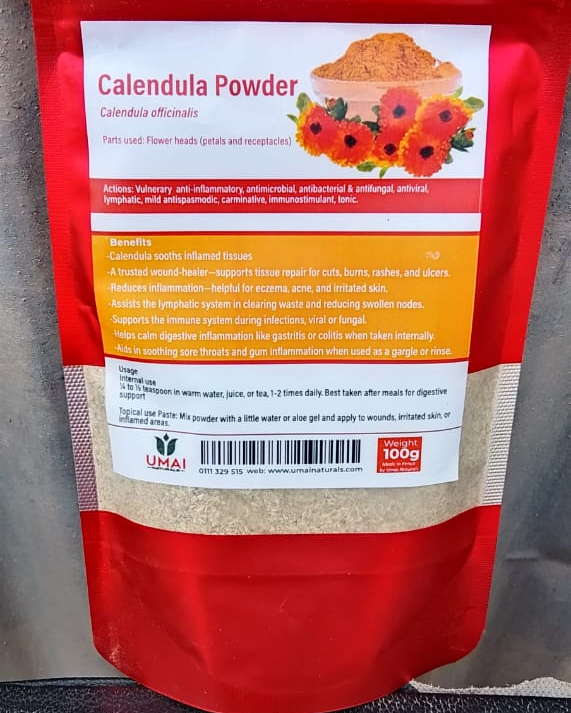 Calendula Powder
Calendula officinalis
Parts used: Flower heads (petals and receptacles)
Actions: Vulnerary anti-inflammatory, antimicrobial, antibacterial & antifungal, antiviral,
lymphatic, mild antispasmodic, carminative, immunostimulant, tonic.
Benefits
-Calendula sooths inflamed tissues
-A trusted wound-healer—supports tissue repair for cuts, burns, rashes, and ulcers.
-Reduces inflammation—helpful for eczema, acne, and irritated skin.
-Assists the lymphatic system in clearing waste and reducing swollen nodes.
-Supports the immune system during infections, viral or fungal.
-Helps calm digestive inflammation like gastritis or colitis when taken internally.
-Aids in soothing sore throats and gum inflammation when used as a gargle or rinse.
Usage
Internal use
¼ to ½ teaspoon in warm water, juice, or tea, 1-2 times daily. Best taken after meals for digestive
support
Topical use Paste: Mix powder with a little water or aloe gel and apply to wounds, irritated skin, or
inflamed areas.
UMAI
NATURALS
0111 329 515 web: www.umainaturals.com
Weight
100g
Made in Kenya
by Umai Naturals